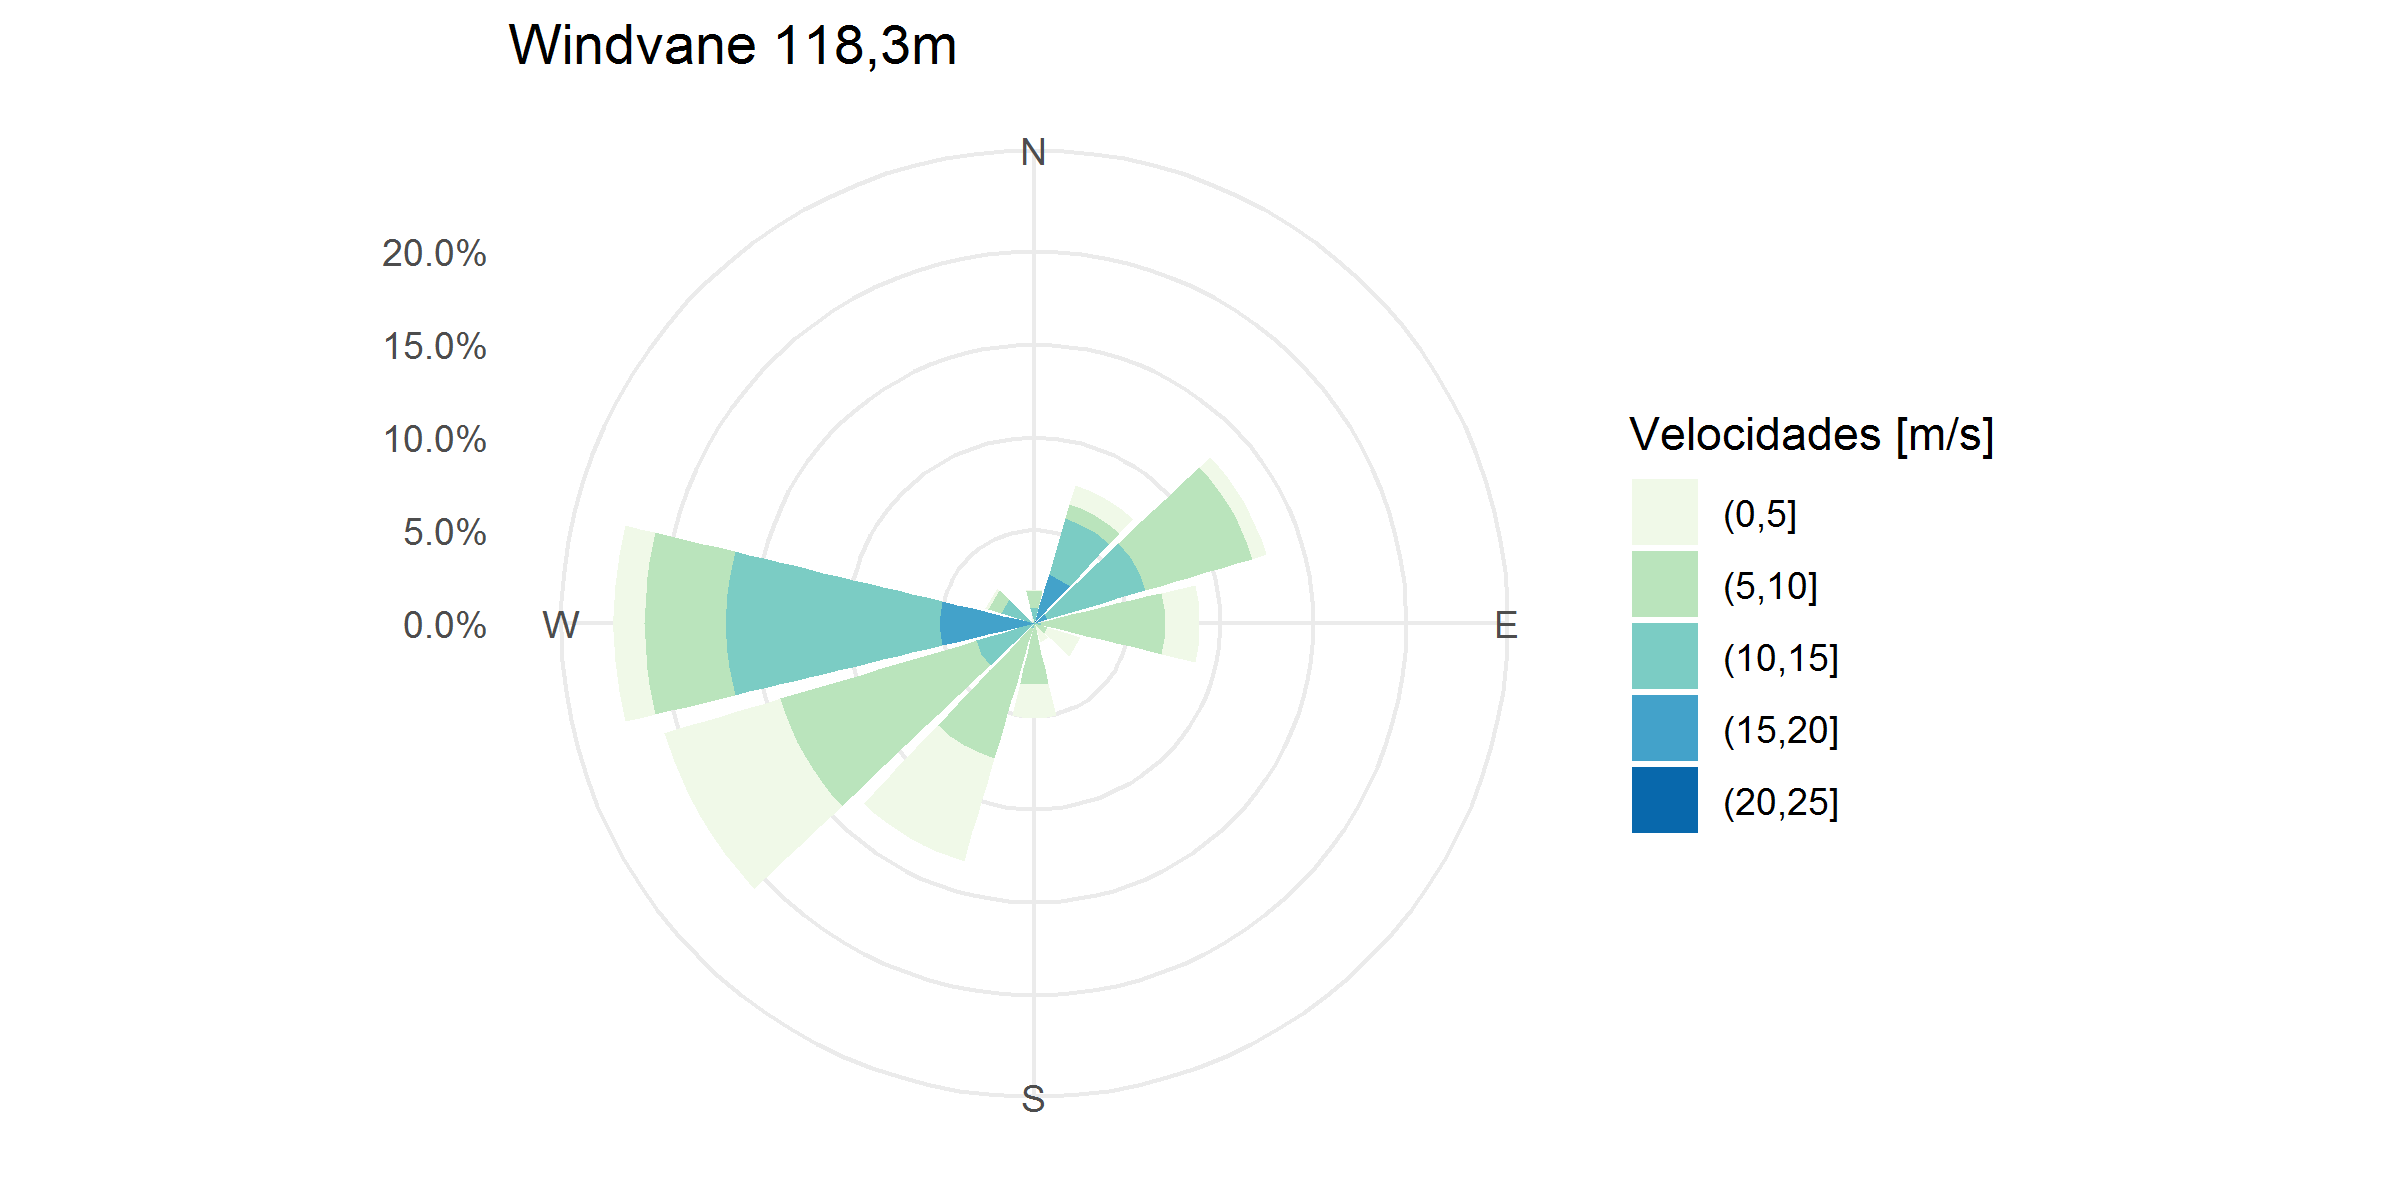 Windvane 118,3m
N
20.0%
15.0%
10.0%
5.0%
0.0%
W
E
S
Velocidades [m/s]
(0,5]
(5,10]
(10,15]
(15,20]
(20,25]